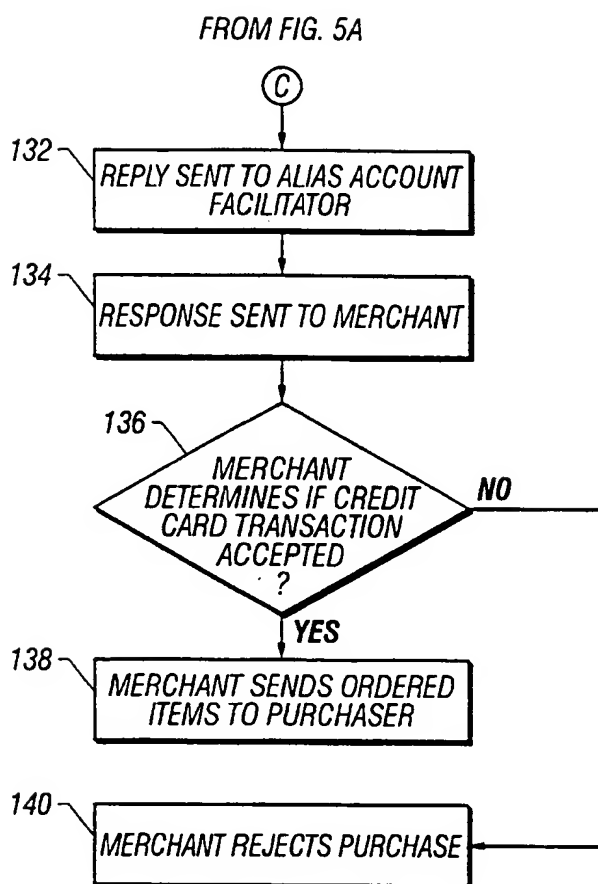 FROM FIG. 5A
C
132
REPLY SENT TO ALIAS ACCOUNT
FACILITATOR
134
RESPONSE SENT TO MERCHANT
136
MERCHANT
DETERMINES IF CREDIT
CARD TRANSACTION
ACCEPTED
?
NO
YES
138
MERCHANT SENDS ORDERED
ITEMS TO PURCHASER
140
MERCHANT REJECTS PURCHASE